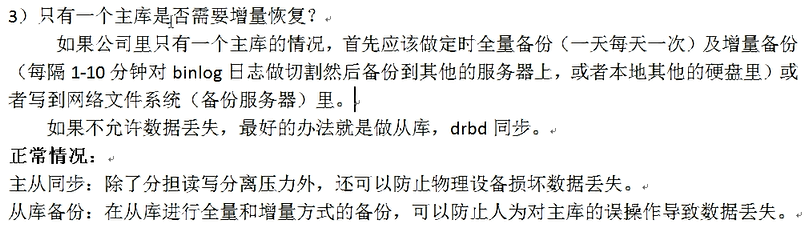 3）只有一个主库是否需要增量恢复？
如果公司里只有一个主库的情况，首先应该做定时全量备份（一天每天一次）及增量备份
（每隔 1-10 分钟对 binlog 日志做切割然后备份到其他的服务器上，或者本地其他的硬盘里）或
者写到网络文件系统（备份服务器）里。
如果不允许数据丢失，最好的办法就是做从库，drbd 同步。
正常情况：
主从同步：除了分担读写分离压力外，还可以防止物理设备损坏数据丢失。
从库备份：在从库进行全量和增量方式的备份，可以防止人为对主库的误操作导致数据丢失。